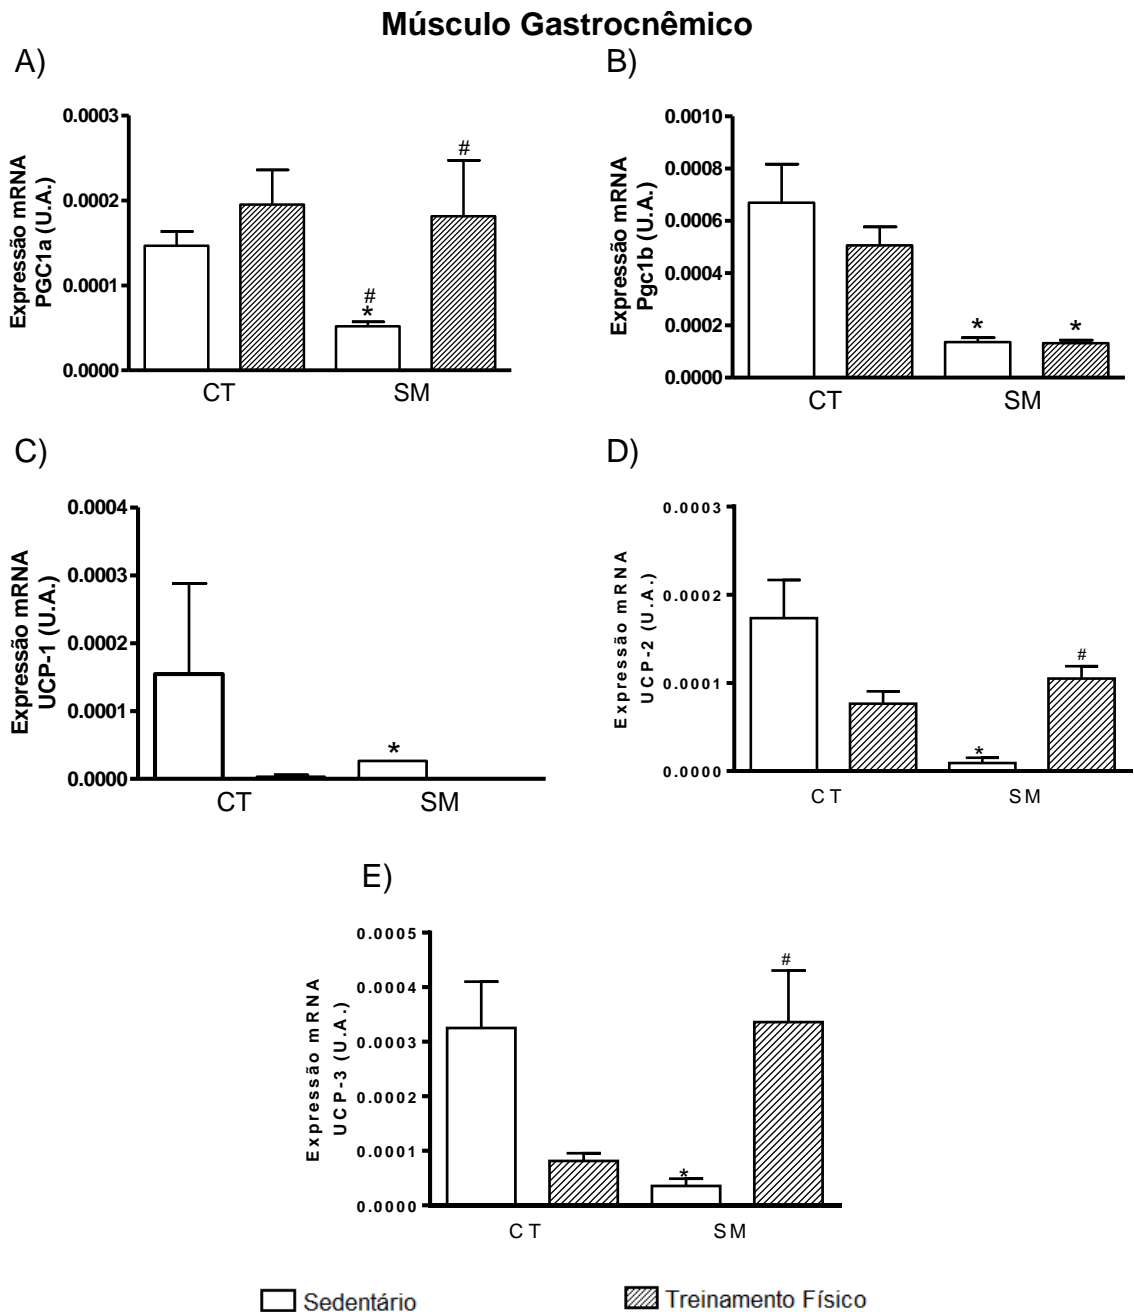 Músculo Gastrocnêmico
A)
Expressão mRNA
PGC1a (U.A.)
0.0003
0.0002
0.0001
0.0000
#
#
*
CT
SM
B)
Expressão mRNA
Pgc1b (U.A.)
0.0010
0.0008
0.0006
0.0004
0.0002
0.0000
*
*
CT
SM
C)
Expressão mRNA
UCP-1 (U.A.)
0.0004
0.0003
0.0002
0.0001
0.0000
*
CT
SM
D)
Expressão mRNA
UCP-2 (U.A.)
0.0003
0.0002
0.0001
0.0000
#
*
CT
SM
E)
Expressão mRNA
UCP-3 (U.A.)
0.0005
0.0004
0.0003
0.0002
0.0001
0.0000
#
*
CT
SM
Sedentário
Treinamento Físico